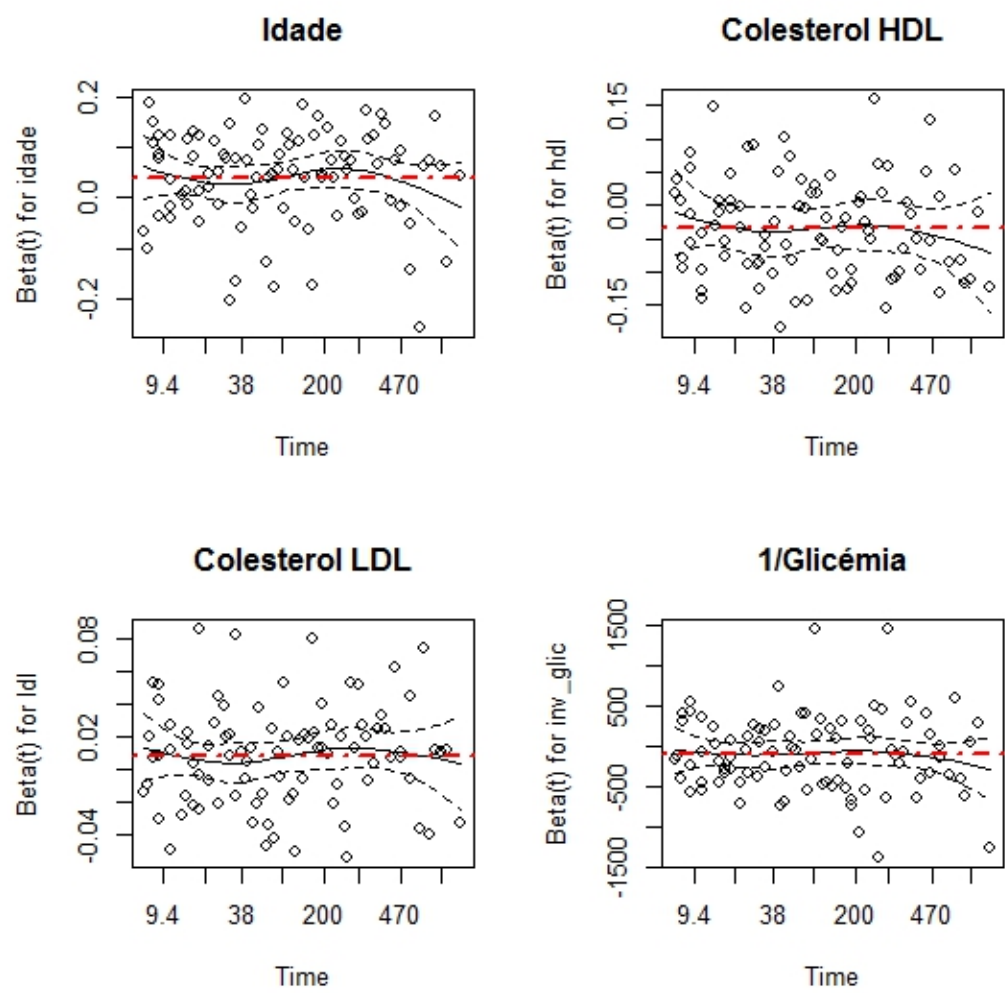 Idade
Beta(t) for idade
0.2
0.0
-0.2
9.4 38 200 470
Time
Colesterol HDL
Beta(t) for hdl
0.15
0.00
-0.15
9.4 38 200 470
Time
Colesterol LDL
Beta(t) for ldl
0.08
0.02
-0.04
9.4 38 200 470
Time
1/Glicémia
Beta(t) for inv_glic
1500
500
-500
-1500
9.4 38 200 470
Time